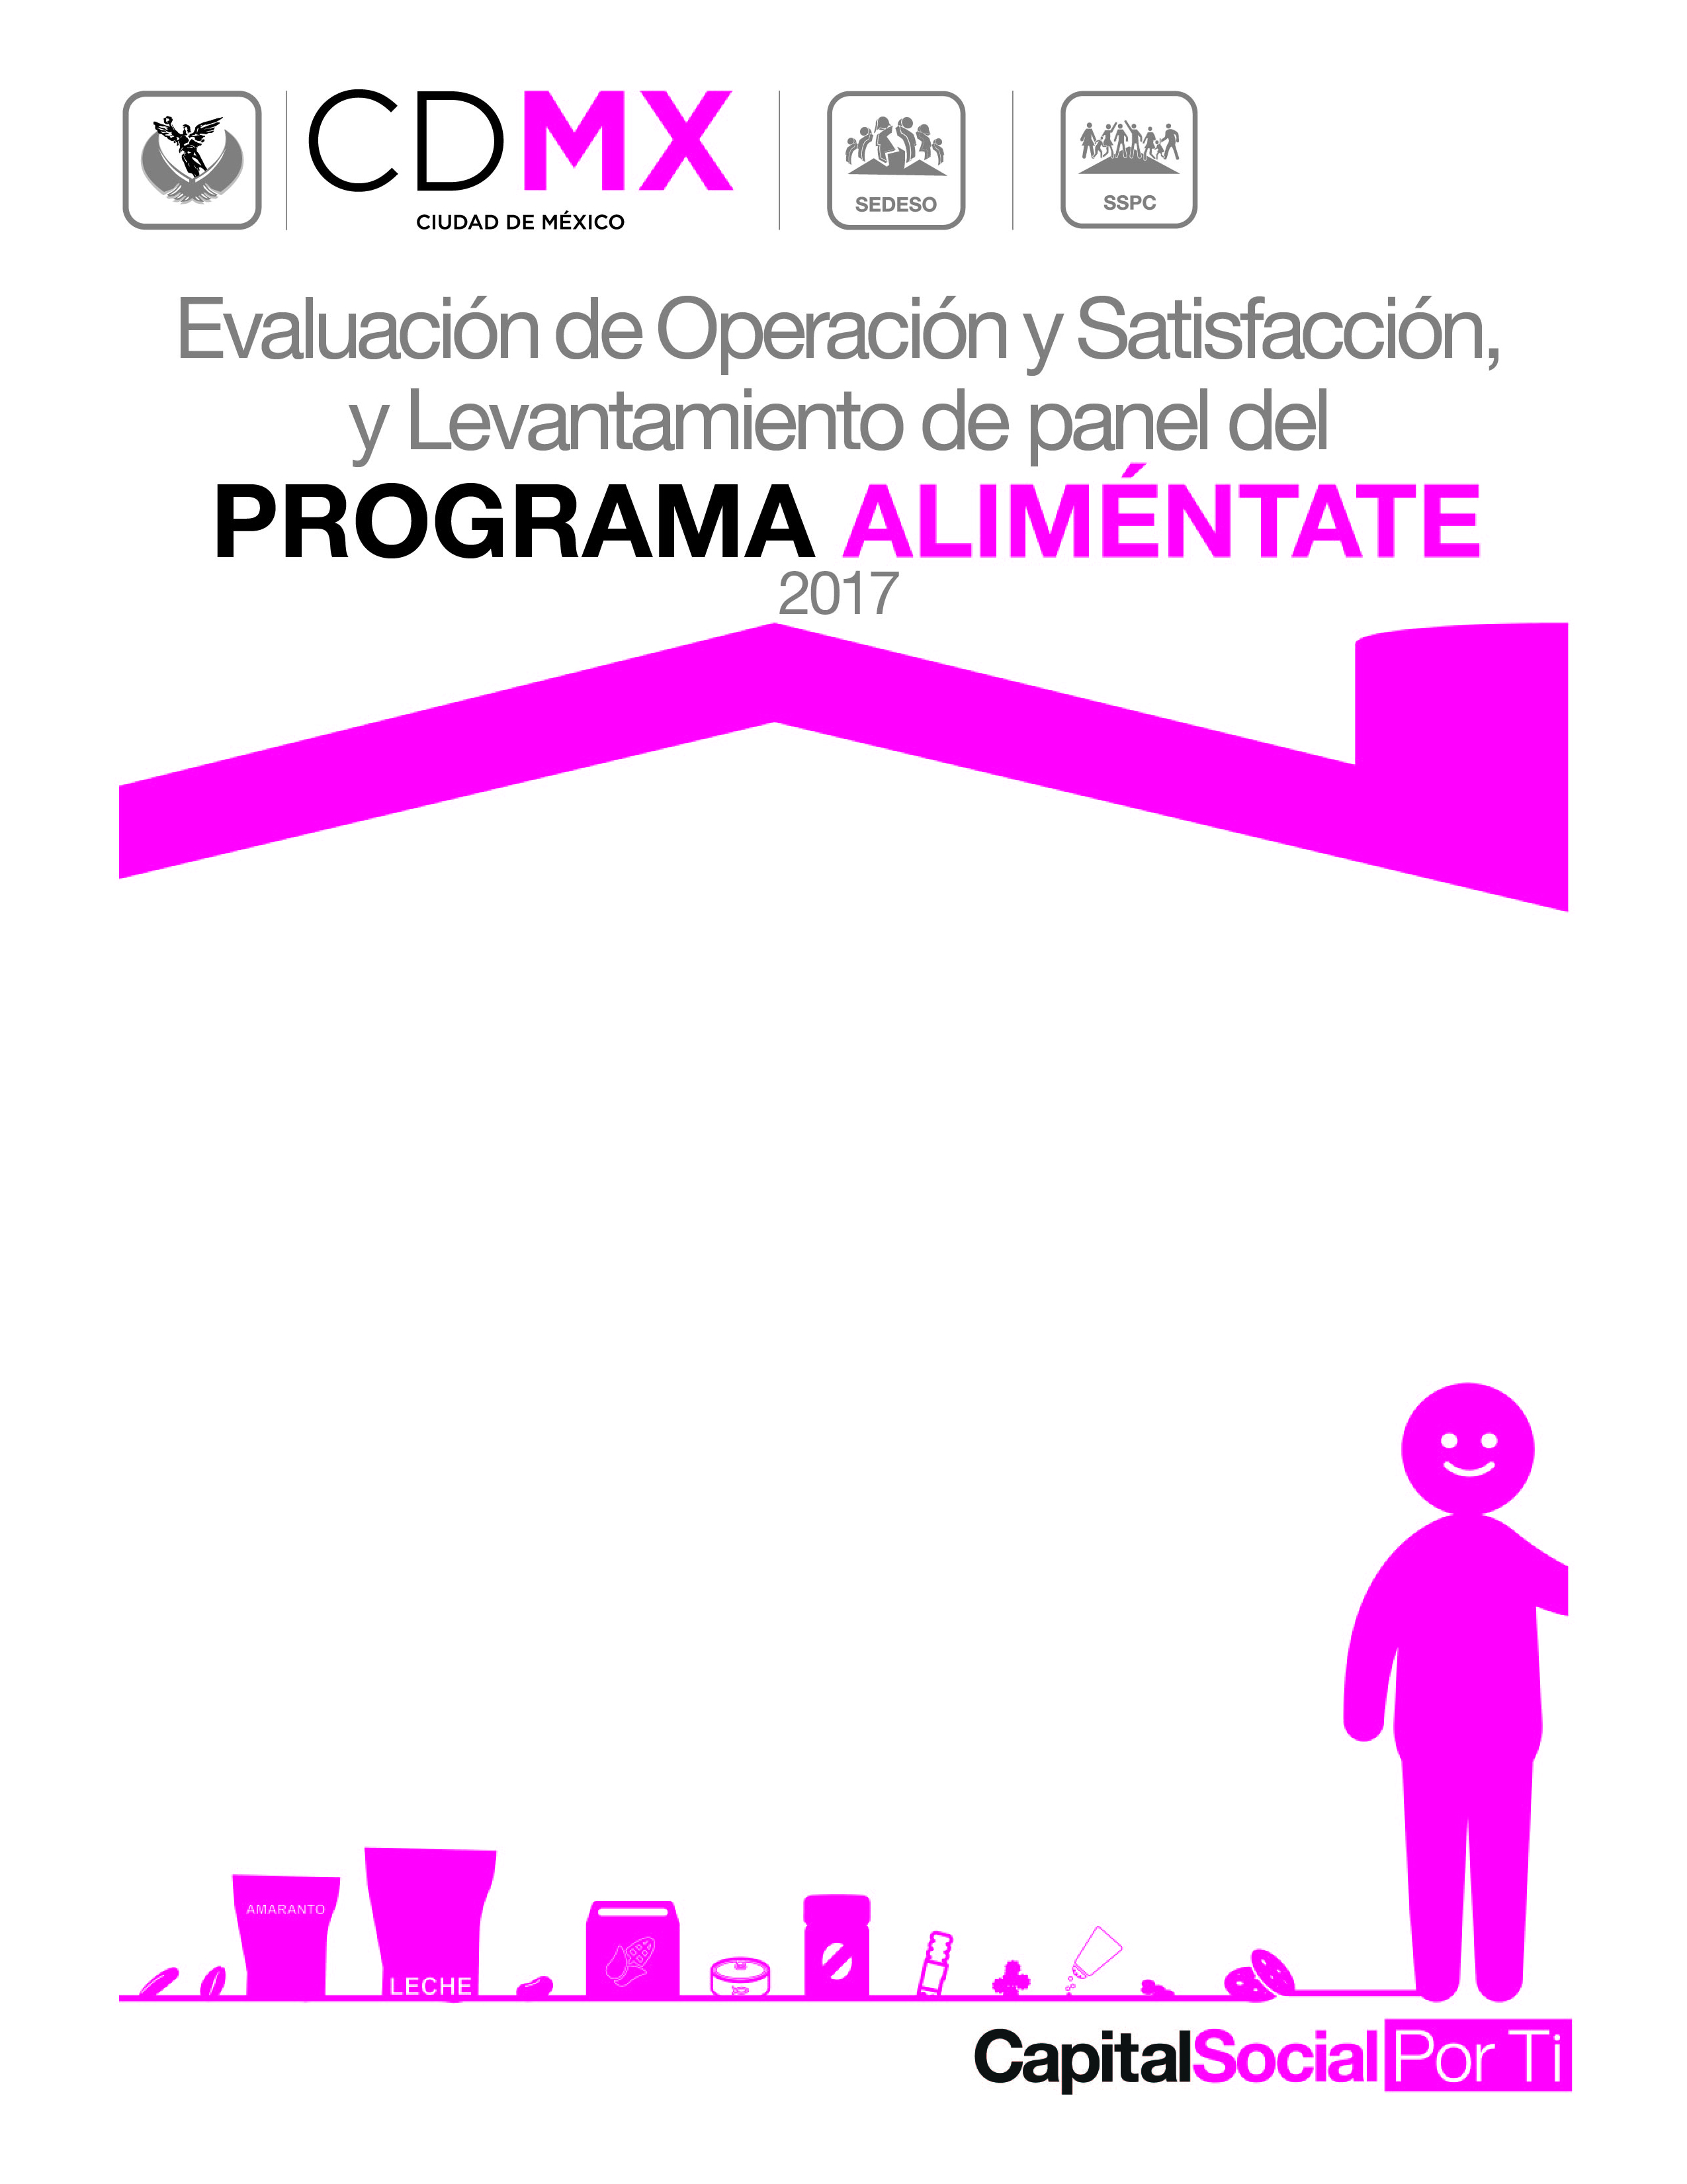 CDMX
CIUDAD DE MÉXICO
SEDESO
SSPC
Evaluación de Operación y Satisfacción,
y Levantamiento de panel del
PROGRAMA ALIMÉNTATE
2017
AMARANTO
LECHE
CapitalSocial Por Ti